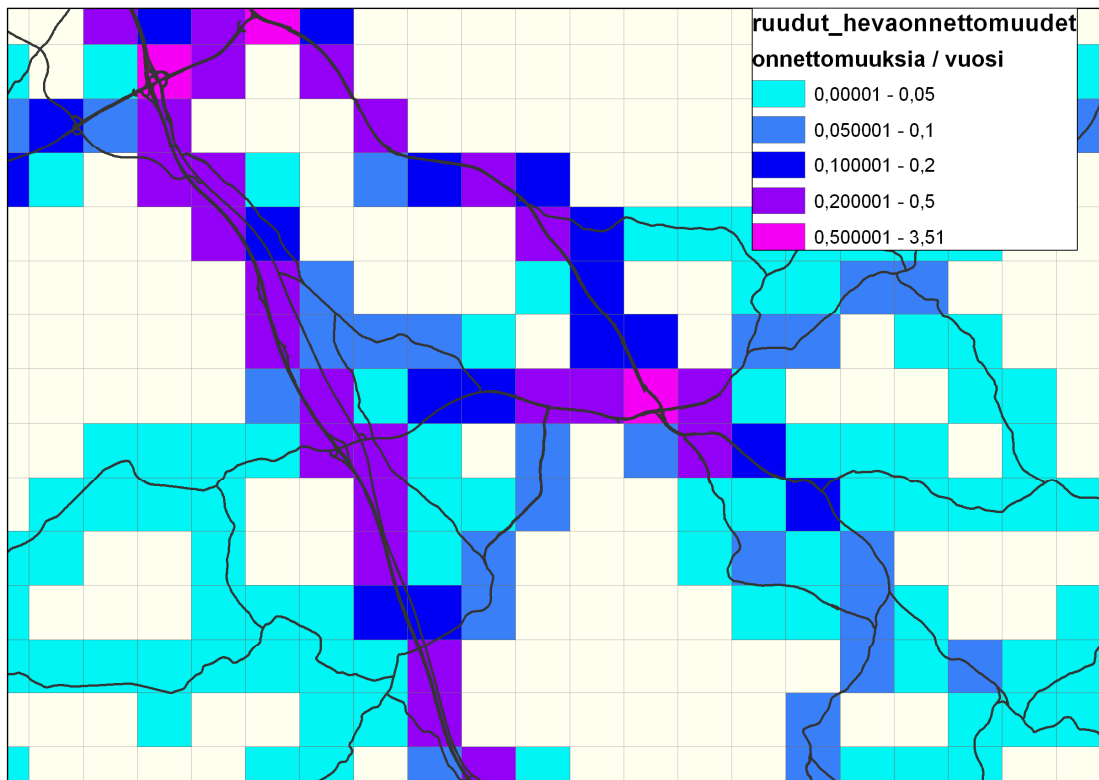 ruudut_hevaonnettomuudet
onnettomuuksia / vuosi
0,00001 - 0,05
0,050001 - 0,1
0,100001 - 0,2
0,200001 - 0,5
0,500001 - 3,51